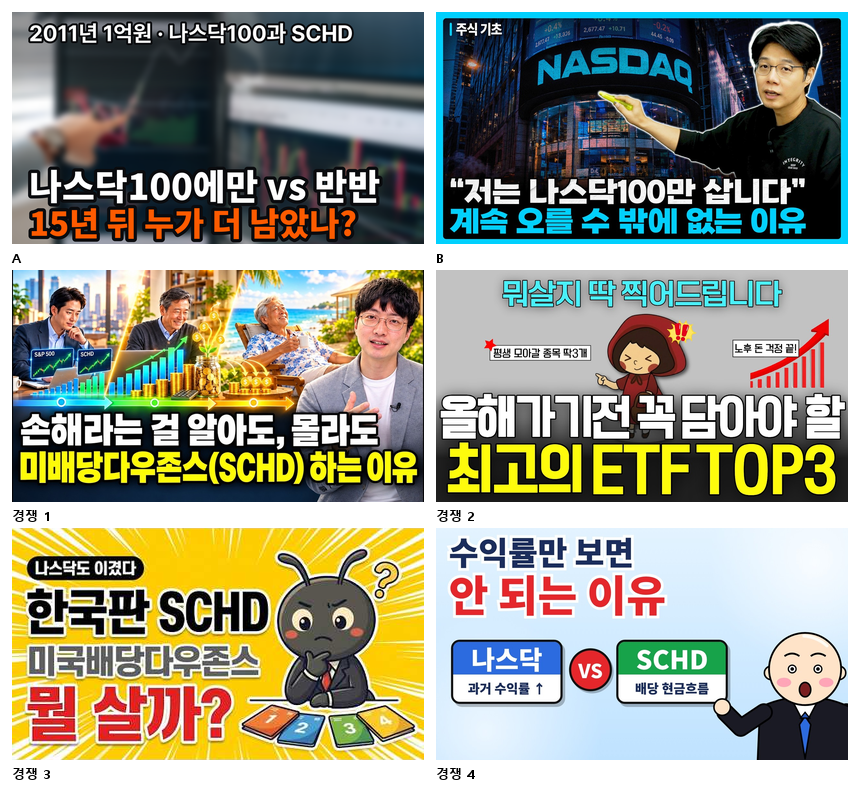 2011년 1억원 · 나스닥100과 SCHD
나스닥100에만 vs 반반
15년 뒤 누가 더 남았나?
A
주식 기초
NASDAQ
INTEGRITY
"저는 나스닥100만 삽니다"
계속 오를 수 밖에 없는 이유
B
S&P 500
SCHD
손해라는 걸 알아도, 몰라도
미배당다우존스(SCHD) 하는 이유
경쟁 1
뭐살지 딱 찍어드립니다
평생 모아갈 종목 딱3개
노후 돈 걱정 끝!
올해가기전 꼭 담아야 할
최고의 ETF TOP3
경쟁 2
나스닥도 이겼다
한국판 SCHD
미국배당다우존스
뭘 살까?
1 2 3 4
경쟁 3
수익률만 보면
안 되는 이유
나스닥 VS SCHD
과거 수익률 ↑ 배당 현금흐름
경쟁 4